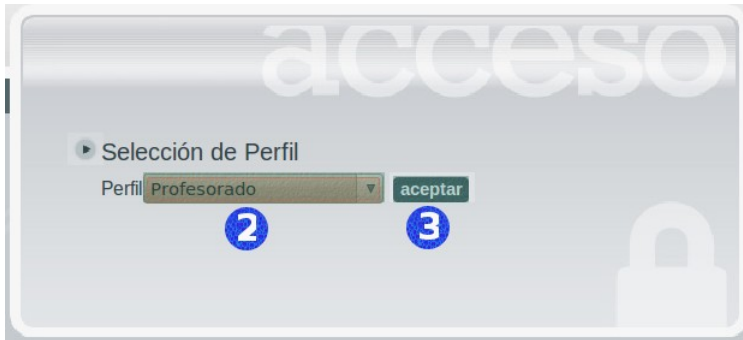 acceso
Selección de Perfil
Perfil Profesorado aceptar
2 3